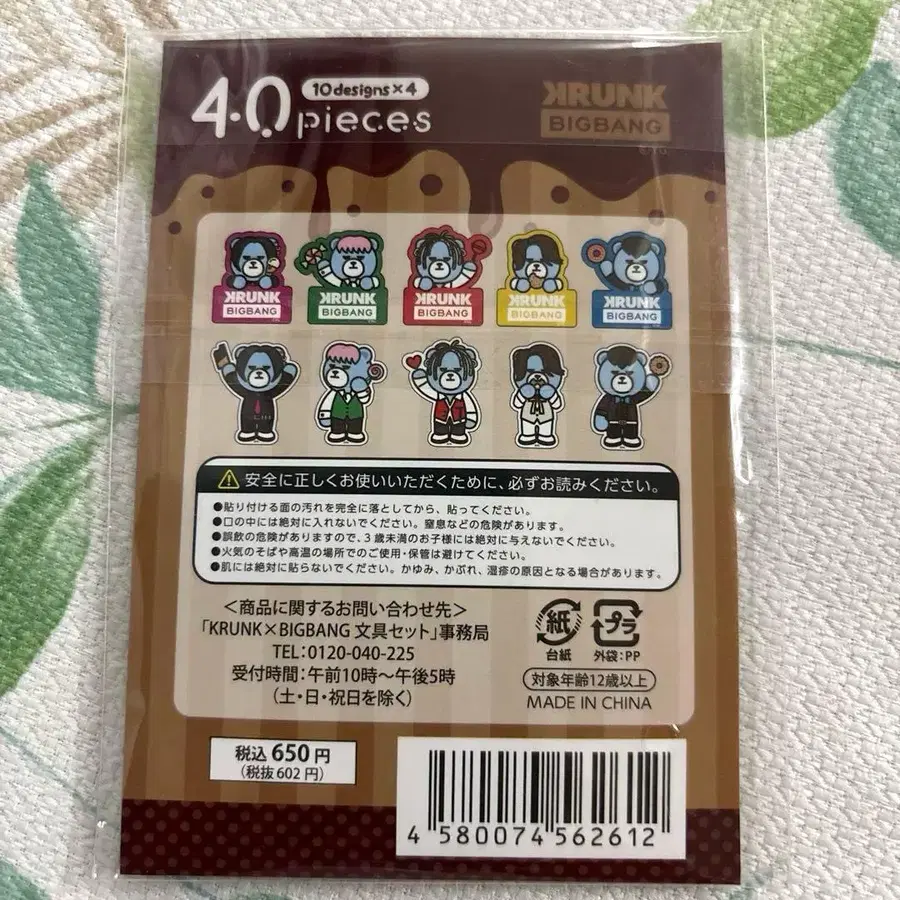 40 pieces
10designs×4
KRUNK
BIGBANG
KRUNK
BIGBANG
KRUNK
BIGBANG
KRUNK
BIGBANG
KRUNK
BIGBANG
KRUNK
BIGBANG
安全に正しくお使いいただくために、必ずお読みください。
●貼り付ける面の汚れを完全に落としてから、貼ってください。
●口の中には絶対に入れないでください。窒息などの危険があります。
●誤飲の危険がありますので、3歳未満のお子様には絶対に与えないでください。
●火気のそばや高温の場所でのご使用・保管は避けてください。
●肌には絶対に貼らないでください。かゆみ、かぶれ、湿疹の原因となる場合があります。
<商品に関するお問い合わせ先>
「KRUNK×BIGBANG 文具セット」事務局
TEL:0120-040-225
受付時間:午前10時～午後5時
(土・日・祝日を除く)
紙
台紙
プラ
外袋:PP
対象年齢12歳以上
MADE IN CHINA
税込 650 円
(税抜 602 円)
4 580074 562612